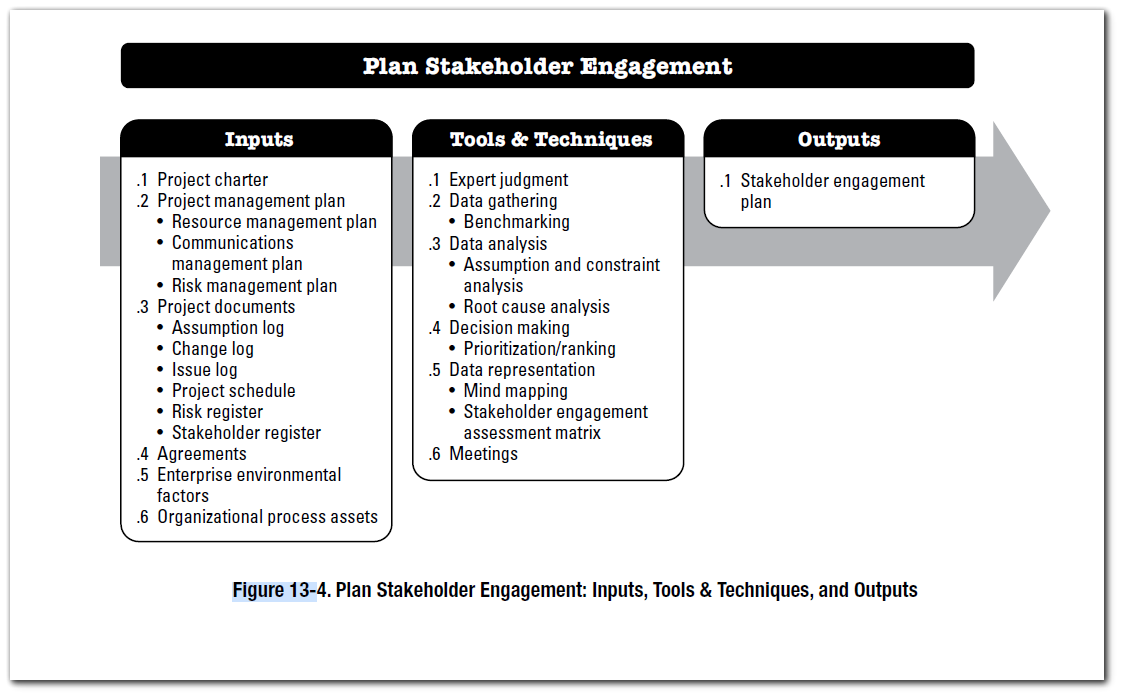 Plan Stakeholder Engagement
Inputs
.1 Project charter
.2 Project management plan
• Resource management plan
• Communications
management plan
• Risk management plan
.3 Project documents
• Assumption log
• Change log
• Issue log
• Project schedule
• Risk register
• Stakeholder register
.4 Agreements
.5 Enterprise environmental
factors
.6 Organizational process assets
Tools & Techniques
.1 Expert judgment
.2 Data gathering
• Benchmarking
.3 Data analysis
• Assumption and constraint
analysis
• Root cause analysis
.4 Decision making
• Prioritization/ranking
.5 Data representation
• Mind mapping
• Stakeholder engagement
assessment matrix
.6 Meetings
Outputs
.1 Stakeholder engagement
plan
Figure 13-4. Plan Stakeholder Engagement: Inputs, Tools & Techniques, and Outputs